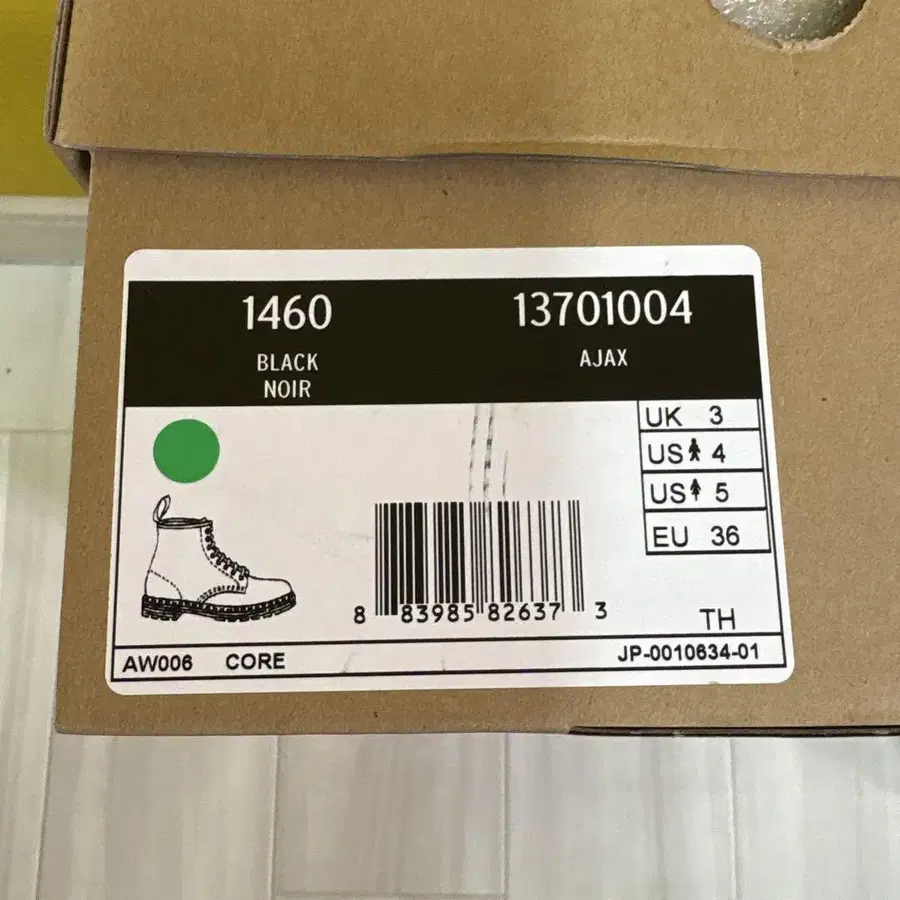 1460
13701004
BLACK
NOIR
AJAX
UK 3
US 4
US 5
EU 36
8 83985 82637 3
TH
AW006 CORE
JP-0010634-01